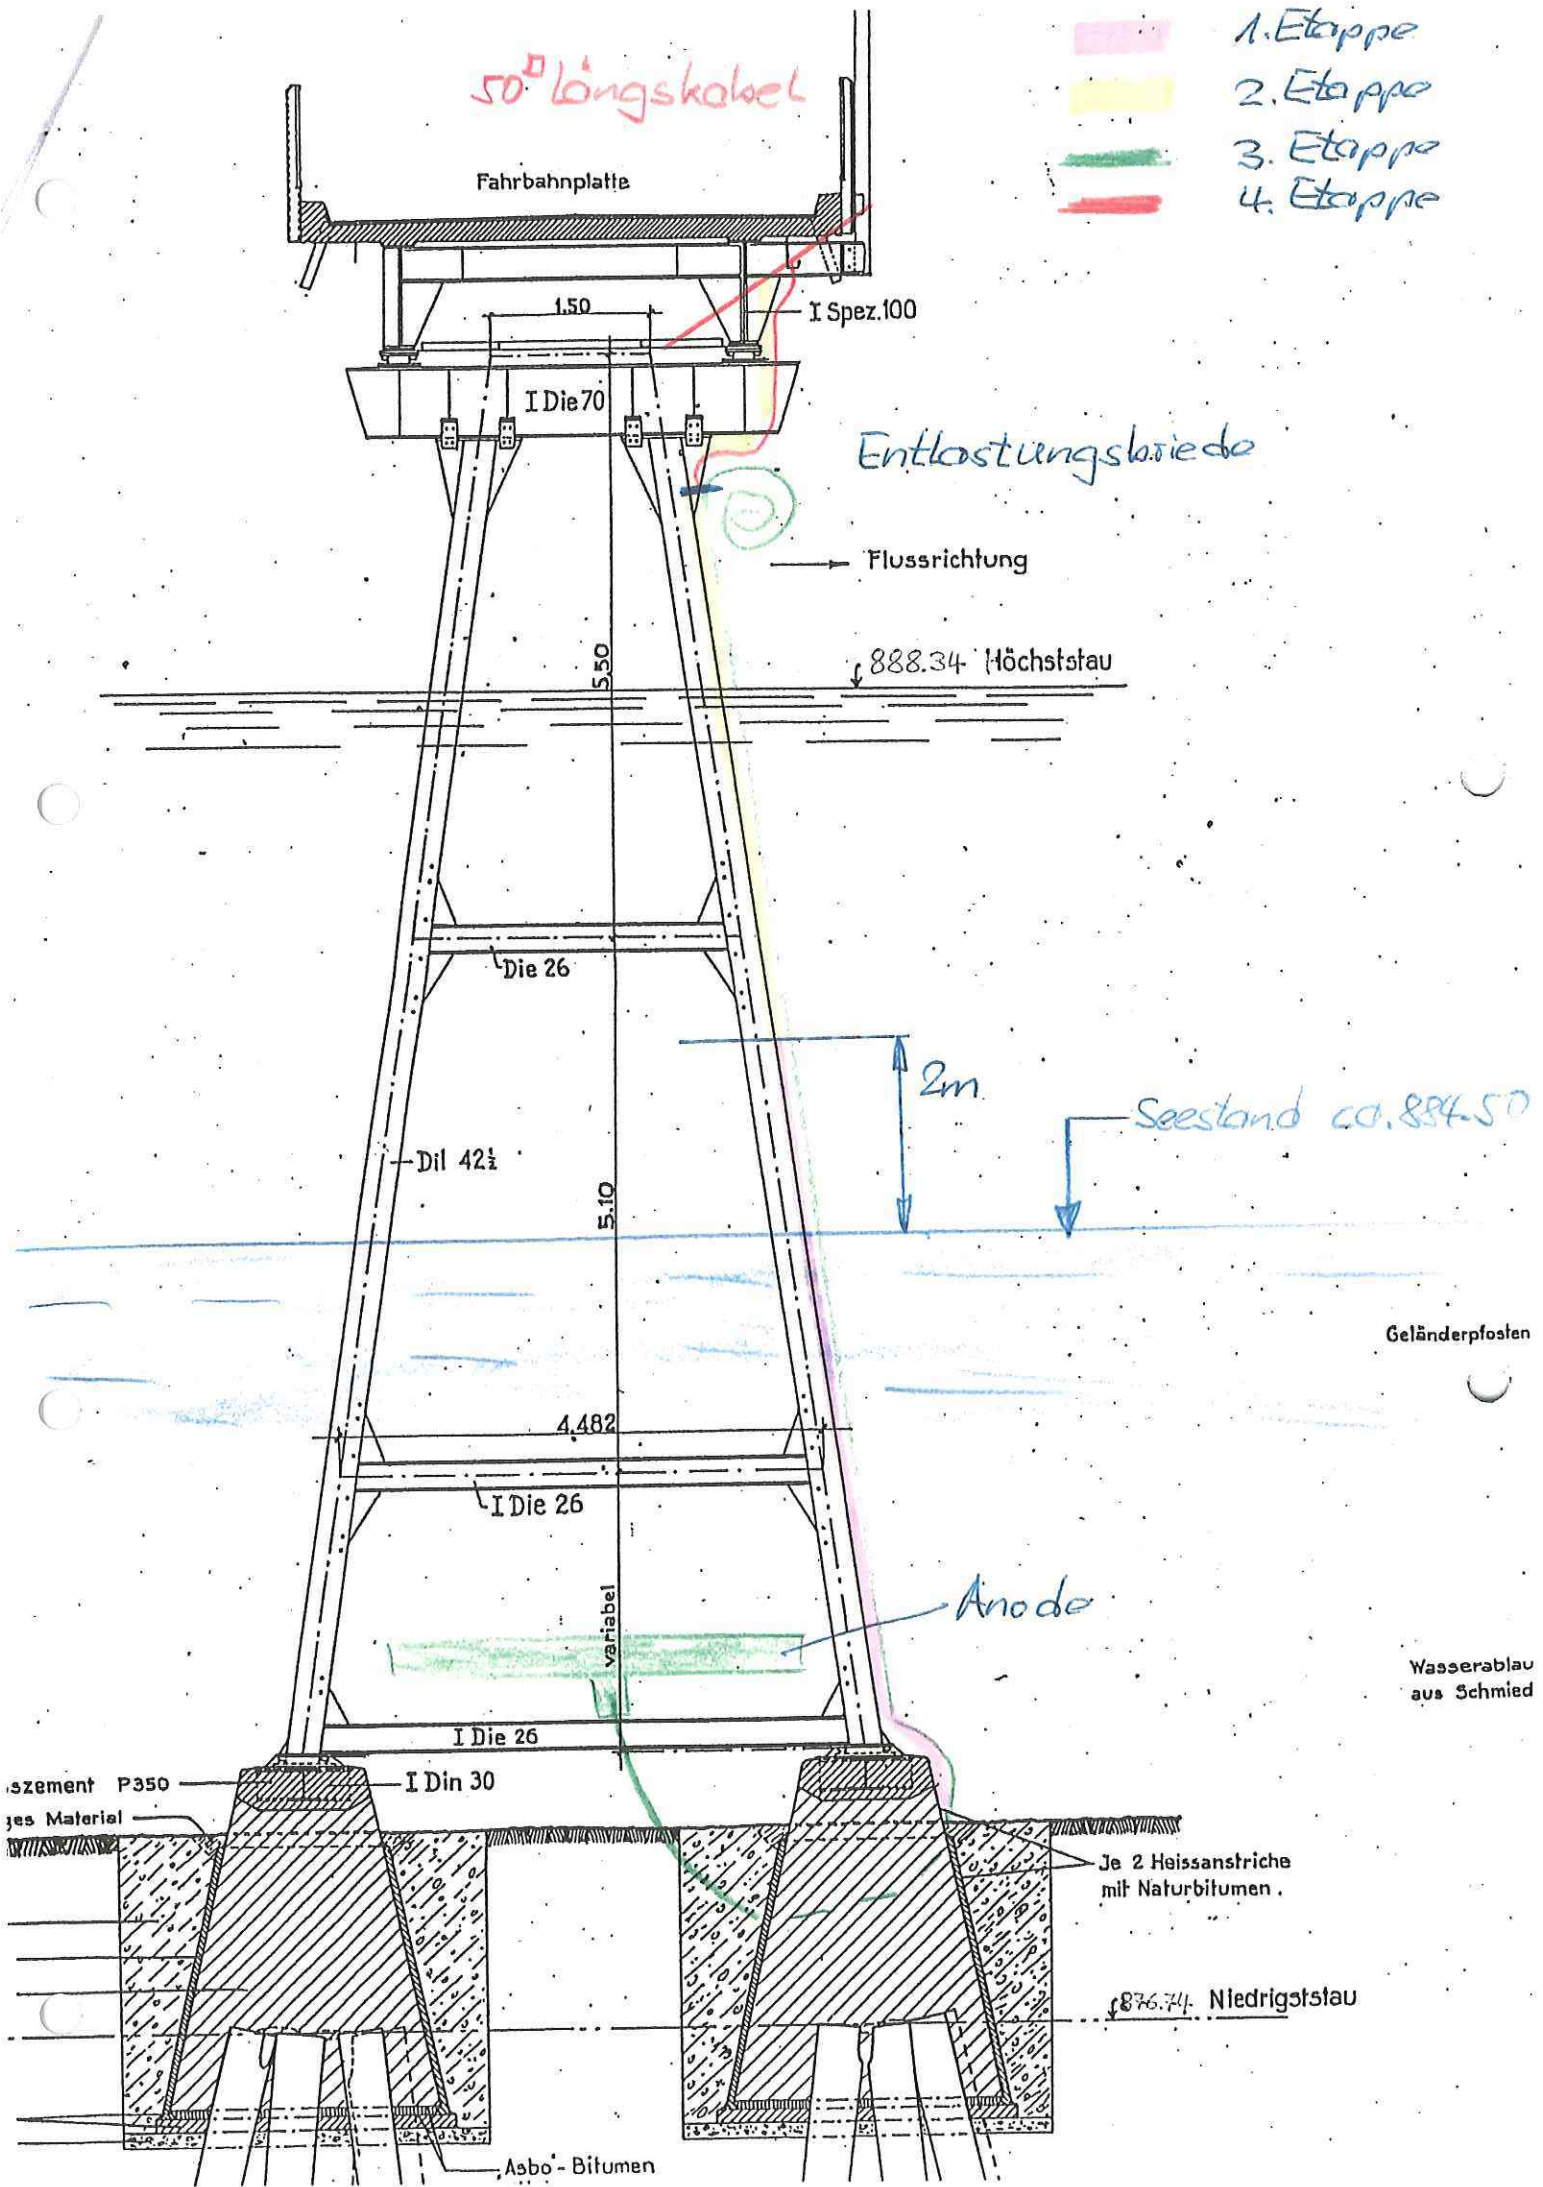 1. Etappe
2. Etappe
3. Etappe
4. Etappe
50□ Längskabel
Fahrbahnplatte
1.50
I Spez.100
I Die 70
Entlastungsbriede
Flussrichtung
888.34 Höchststau
5.50
Die 26
2m
Seestand ca. 884.50
Dil 42½
5.10
Geländerpfosten
4.482
I Die 26
variabel
Anode
Wasserablau
aus Schmied
I Die 26
szement P350
I Din 30
ges Material
Je 2 Heissanstriche
mit Naturbitumen.
876.74 Niedrigststau
Asbo-Bitumen